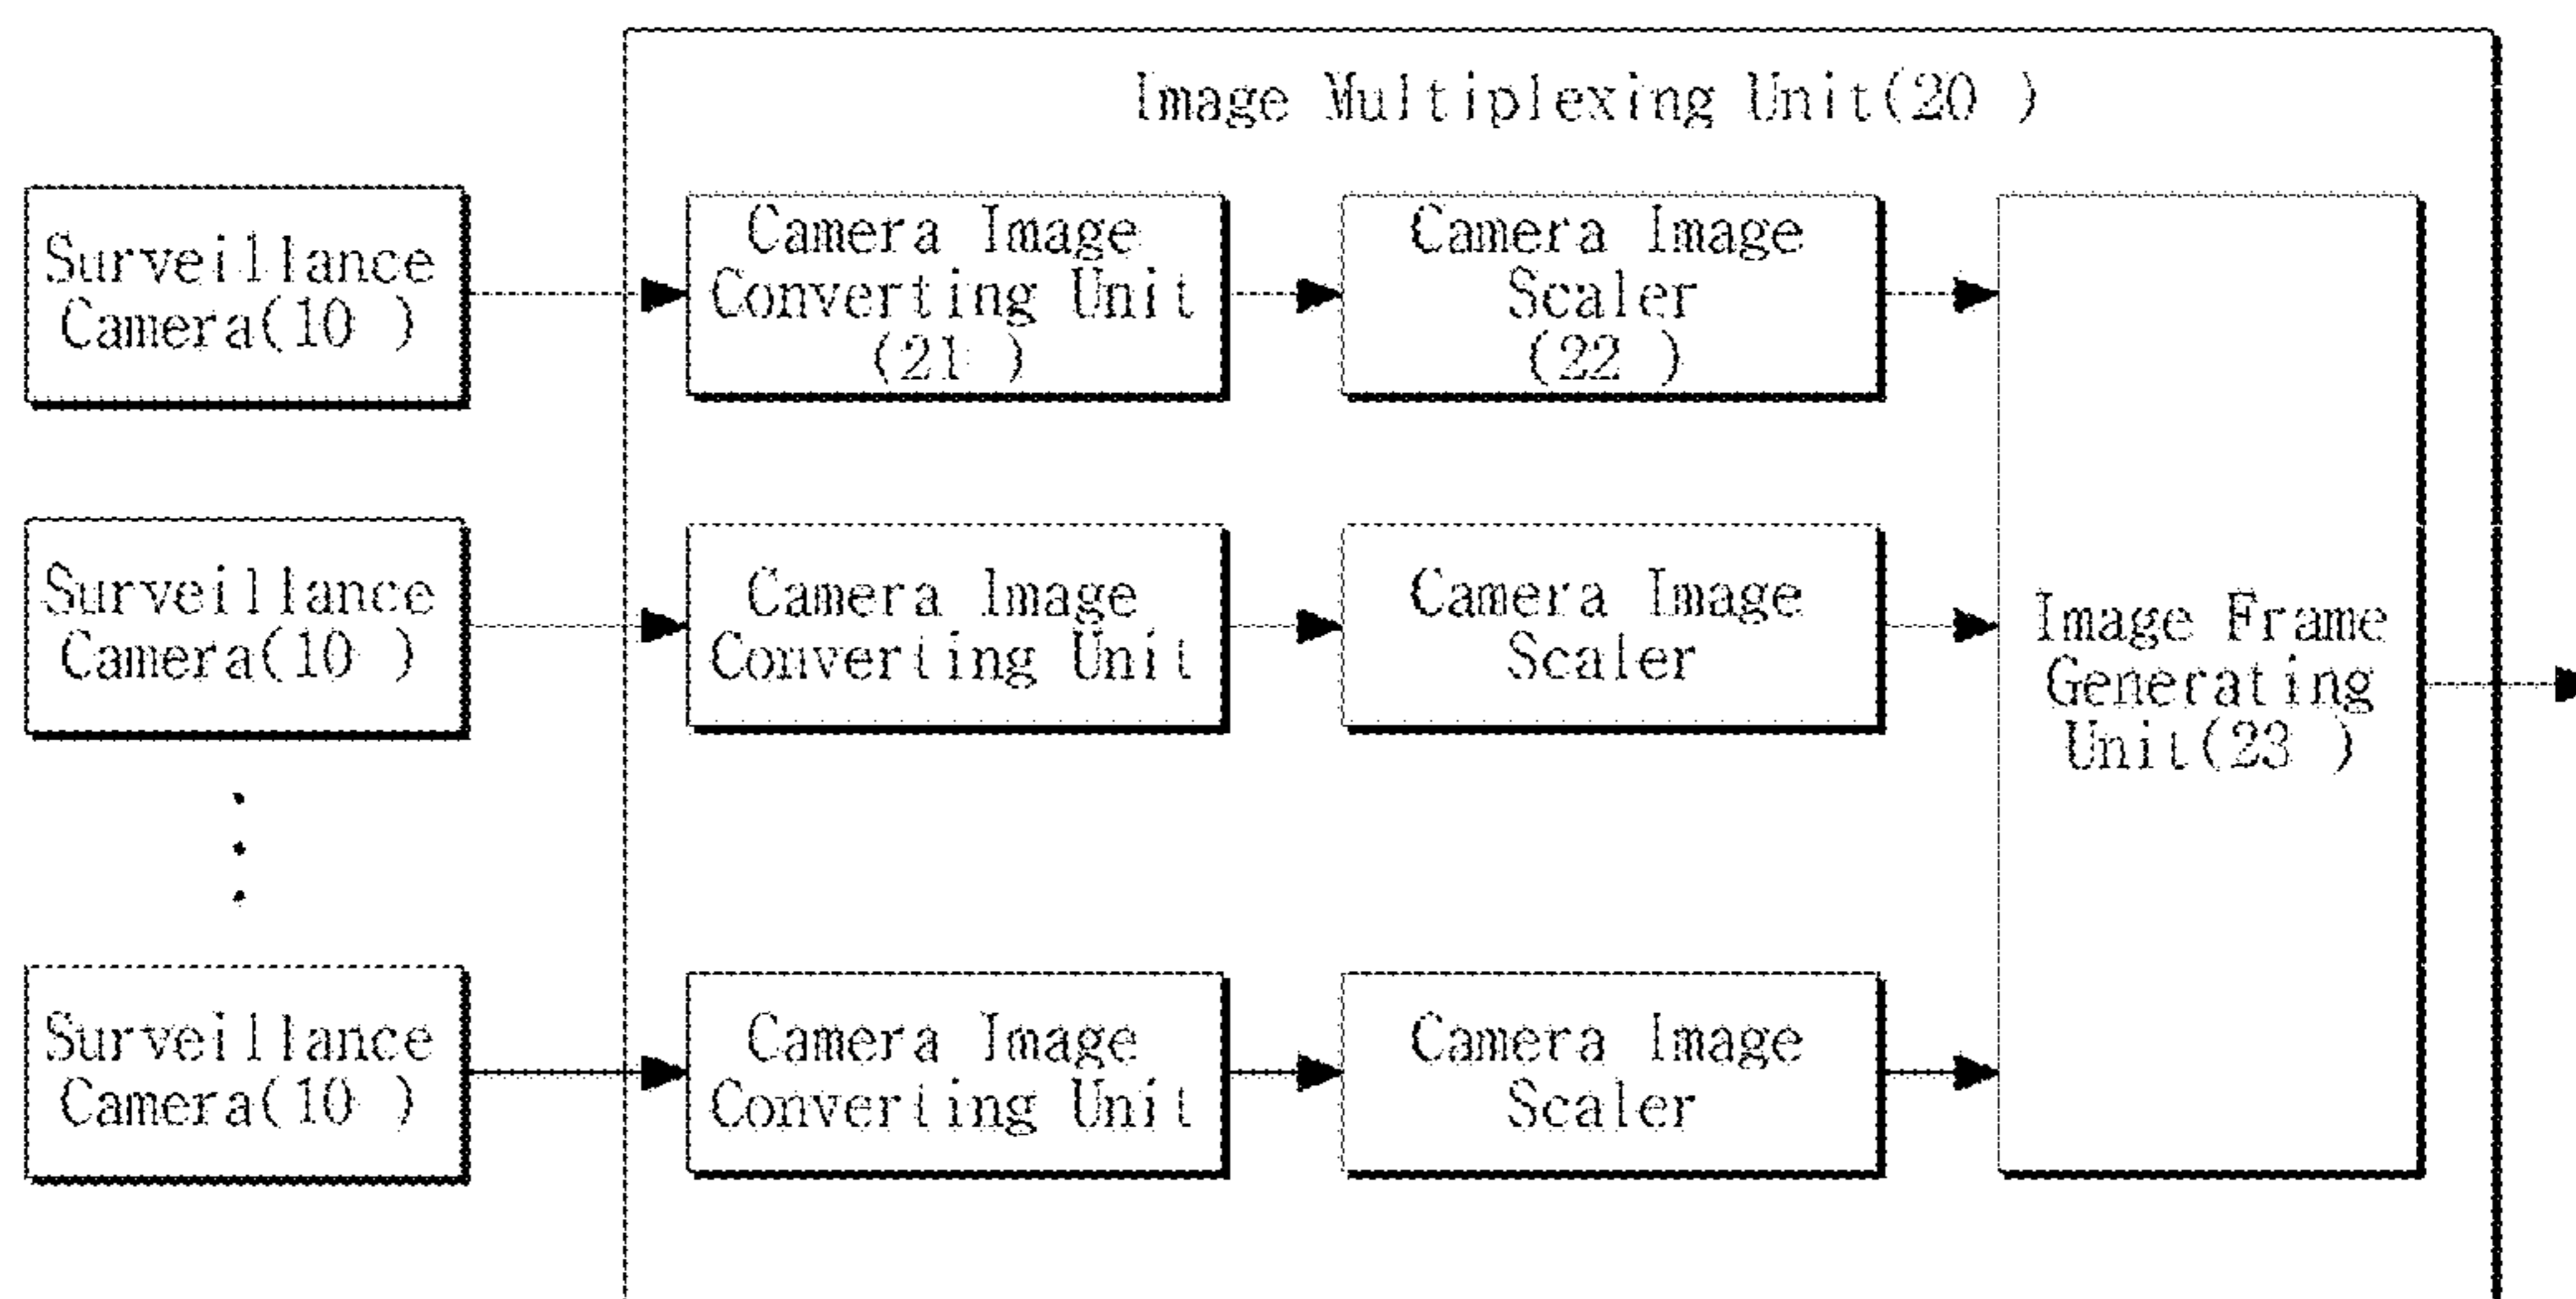 Image Multiplexing Unit(20 )
Surveillance
Camera(10 )
Camera Image
Converting Unit
(21 )
Camera Image
Scaler
(22 )
Surveillance
Camera(10 )
Camera Image
Converting Unit
Camera Image
Scaler
Image Frame
Generating
Unit(23 )
Surveillance
Camera(10 )
Camera Image
Converting Unit
Camera Image
Scaler